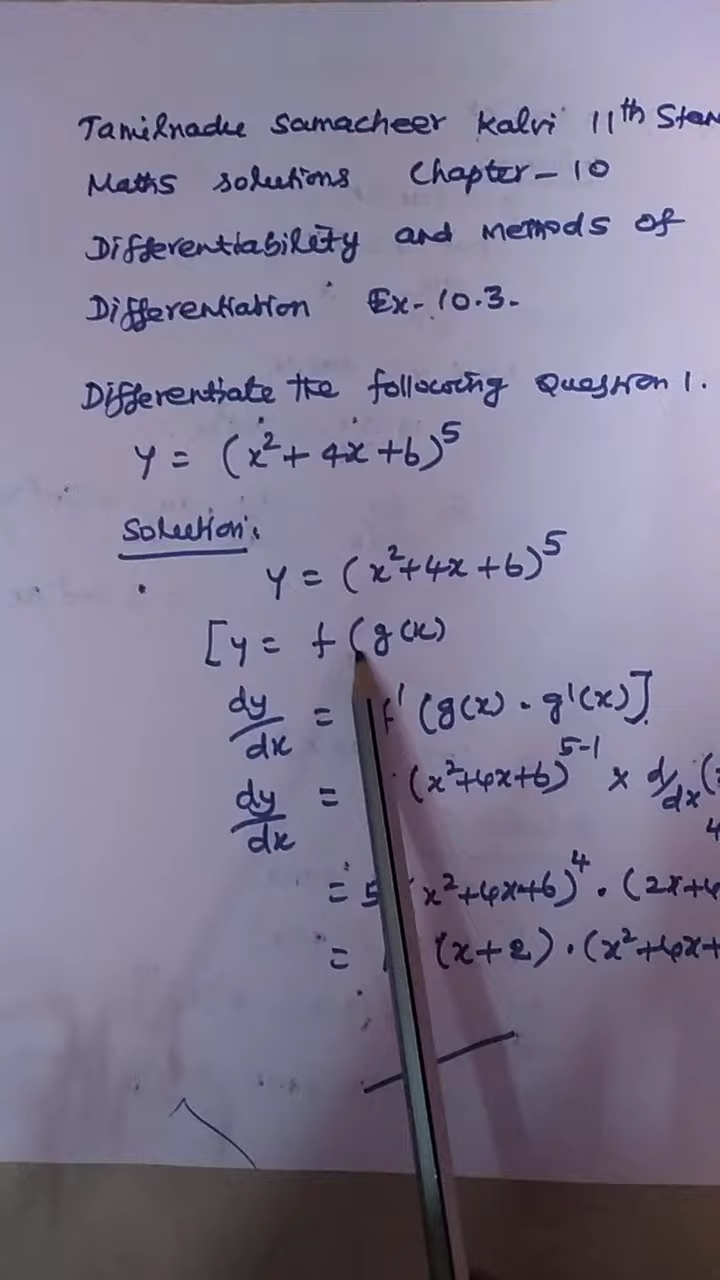 Tamilnadu Samacheer Kalvi 11th Stan
Maths solutions Chapter-10
Differentiability and methods of
Differentiation Ex-10.3.
Differentiate the following Question 1.
y = (x²+ 4x +6)⁵
Solution:
y = (x²+4x+6)⁵
[y = f (g(x)
dy/dx = f' (g(x) . g'(x)]
dy/dx = (x²+4x+6)⁵⁻¹ × d/dx (
= 5 (x²+4x+6)⁴ . (2x+4
= (x+2) . (x²+4x+